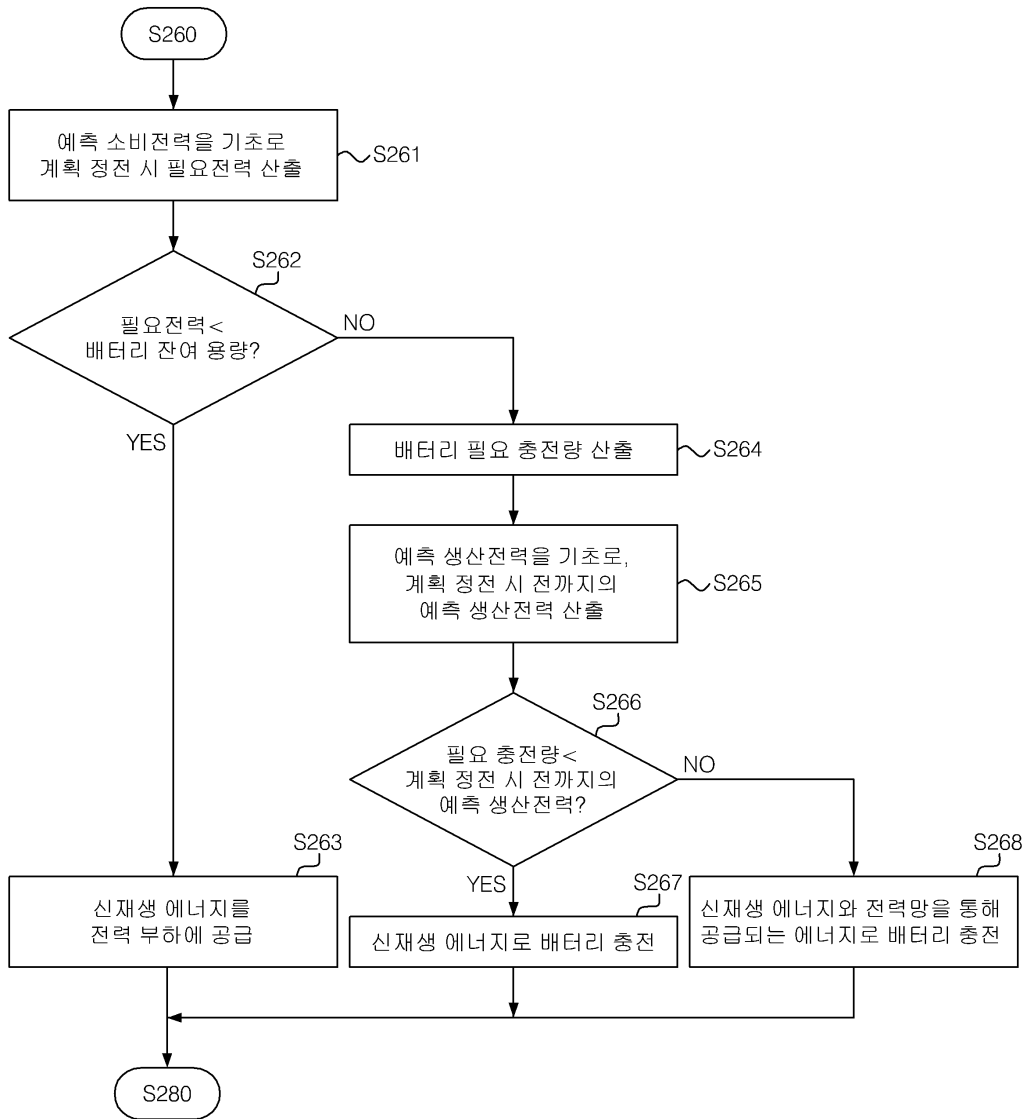 S260
예측 소비전력을 기초로
계획 정전 시 필요전력 산출
S261
S262
필요전력<
배터리 잔여 용량?
NO
YES
배터리 필요 충전량 산출
S264
예측 생산전력을 기초로,
계획 정전 시 전까지의
예측 생산전력 산출
S265
S266
필요 충전량<
계획 정전 시 전까지의
예측 생산전력?
NO
YES
S263
신재생 에너지를
전력 부하에 공급
S267
신재생 에너지로 배터리 충전
S268
신재생 에너지와 전력망을 통해
공급되는 에너지로 배터리 충전
S280